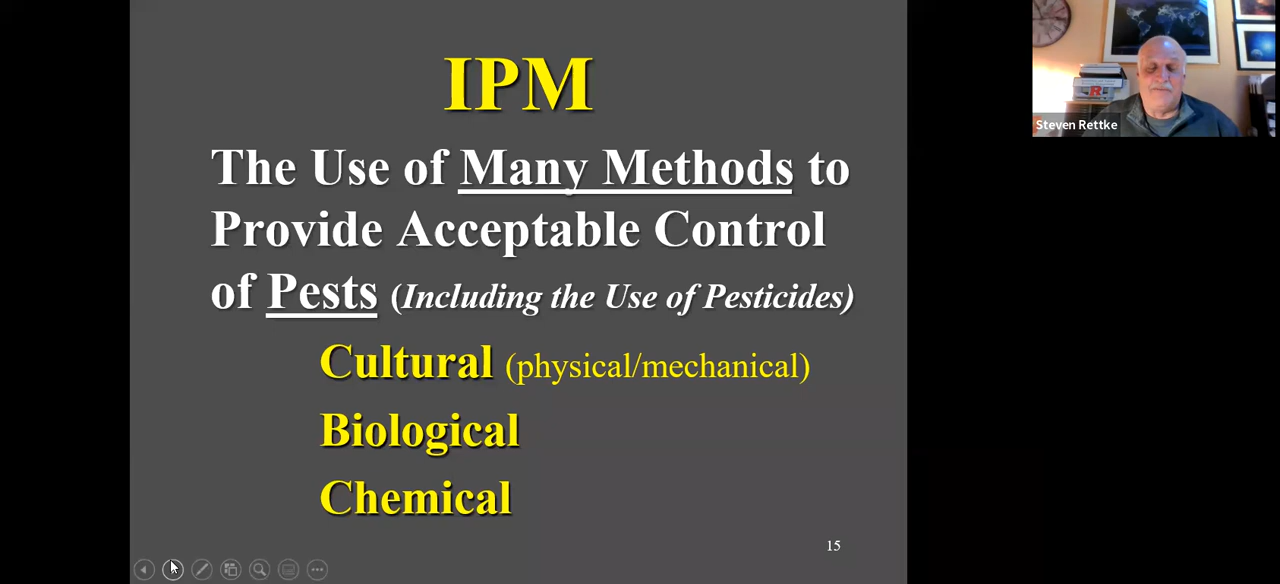 IPM
The Use of Many Methods to
Provide Acceptable Control
of Pests (Including the Use of Pesticides)
Cultural (physical/mechanical)
Biological
Chemical
15
Steven Rettke
R